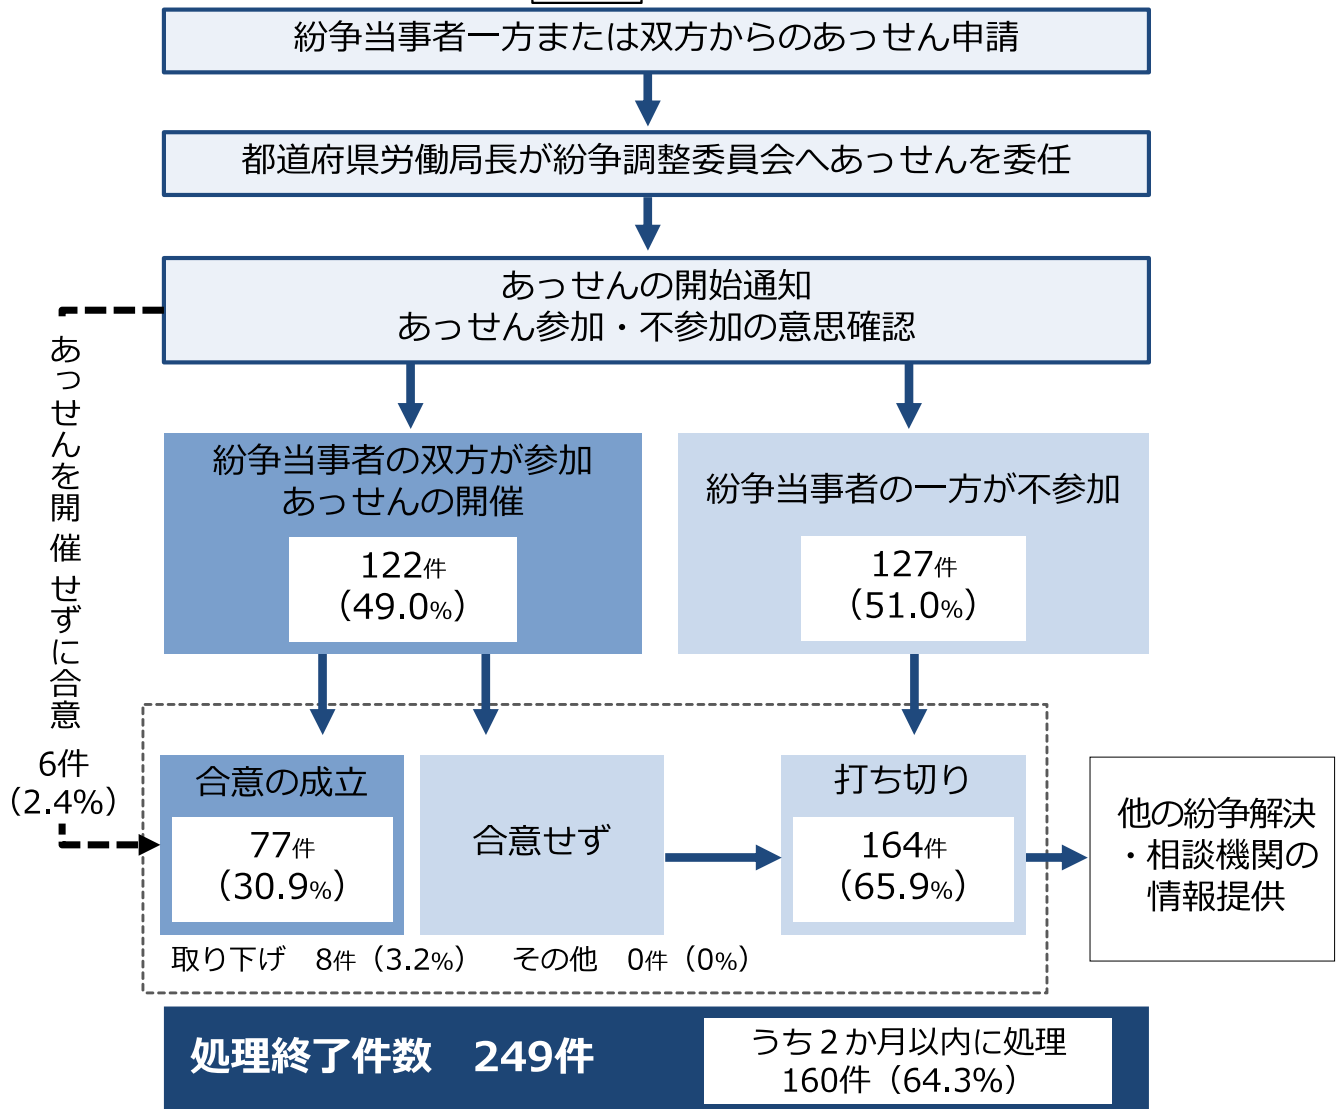 紛争当事者一方または双方からのあっせん申請
都道府県労働局長が紛争調整委員会へあっせんを委任
あっせんの開始通知
あっせん参加・不参加の意思確認
あっせんを開催せずに合意
6件
（2.4%）
紛争当事者の双方が参加
あっせんの開催
122件
（49.0%）
紛争当事者の一方が不参加
127件
（51.0%）
合意の成立
77件
（30.9%）
合意せず
打ち切り
164件
（65.9%）
他の紛争解決
・相談機関の
情報提供
取り下げ　8件（3.2%）　その他　0件（0%）
処理終了件数　249件
うち２か月以内に処理
160件（64.3%）